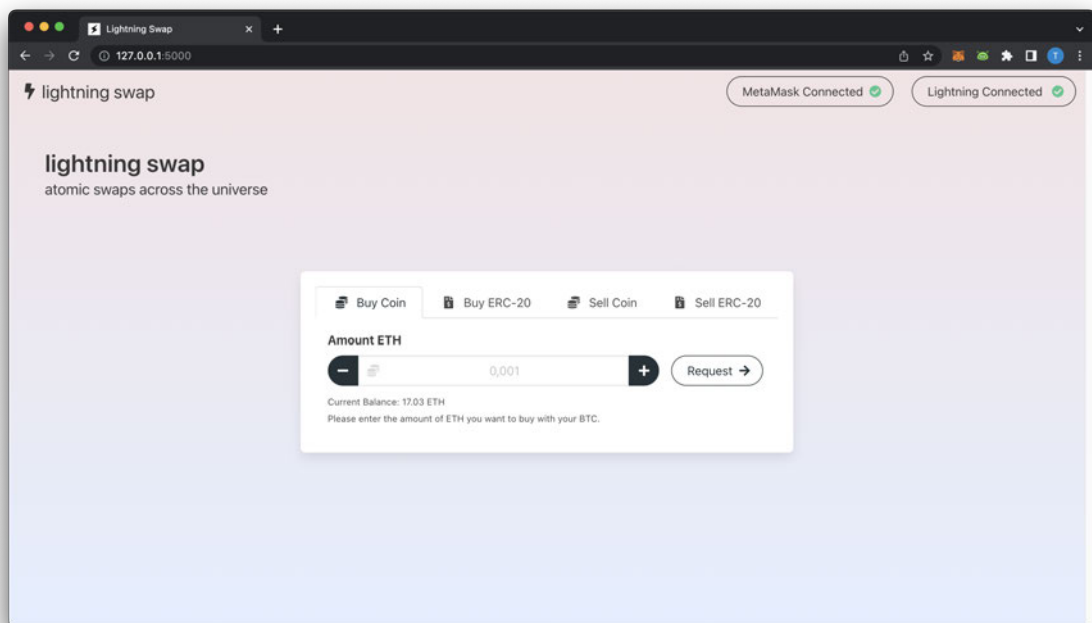 Lightning Swap
127.0.0.1:5000
T
lightning swap
MetaMask Connected
Lightning Connected
lightning swap
atomic swaps across the universe
Buy Coin
Buy ERC-20
Sell Coin
Sell ERC-20
Amount ETH
0,001
Request
Current Balance: 17.03 ETH
Please enter the amount of ETH you want to buy with your BTC.